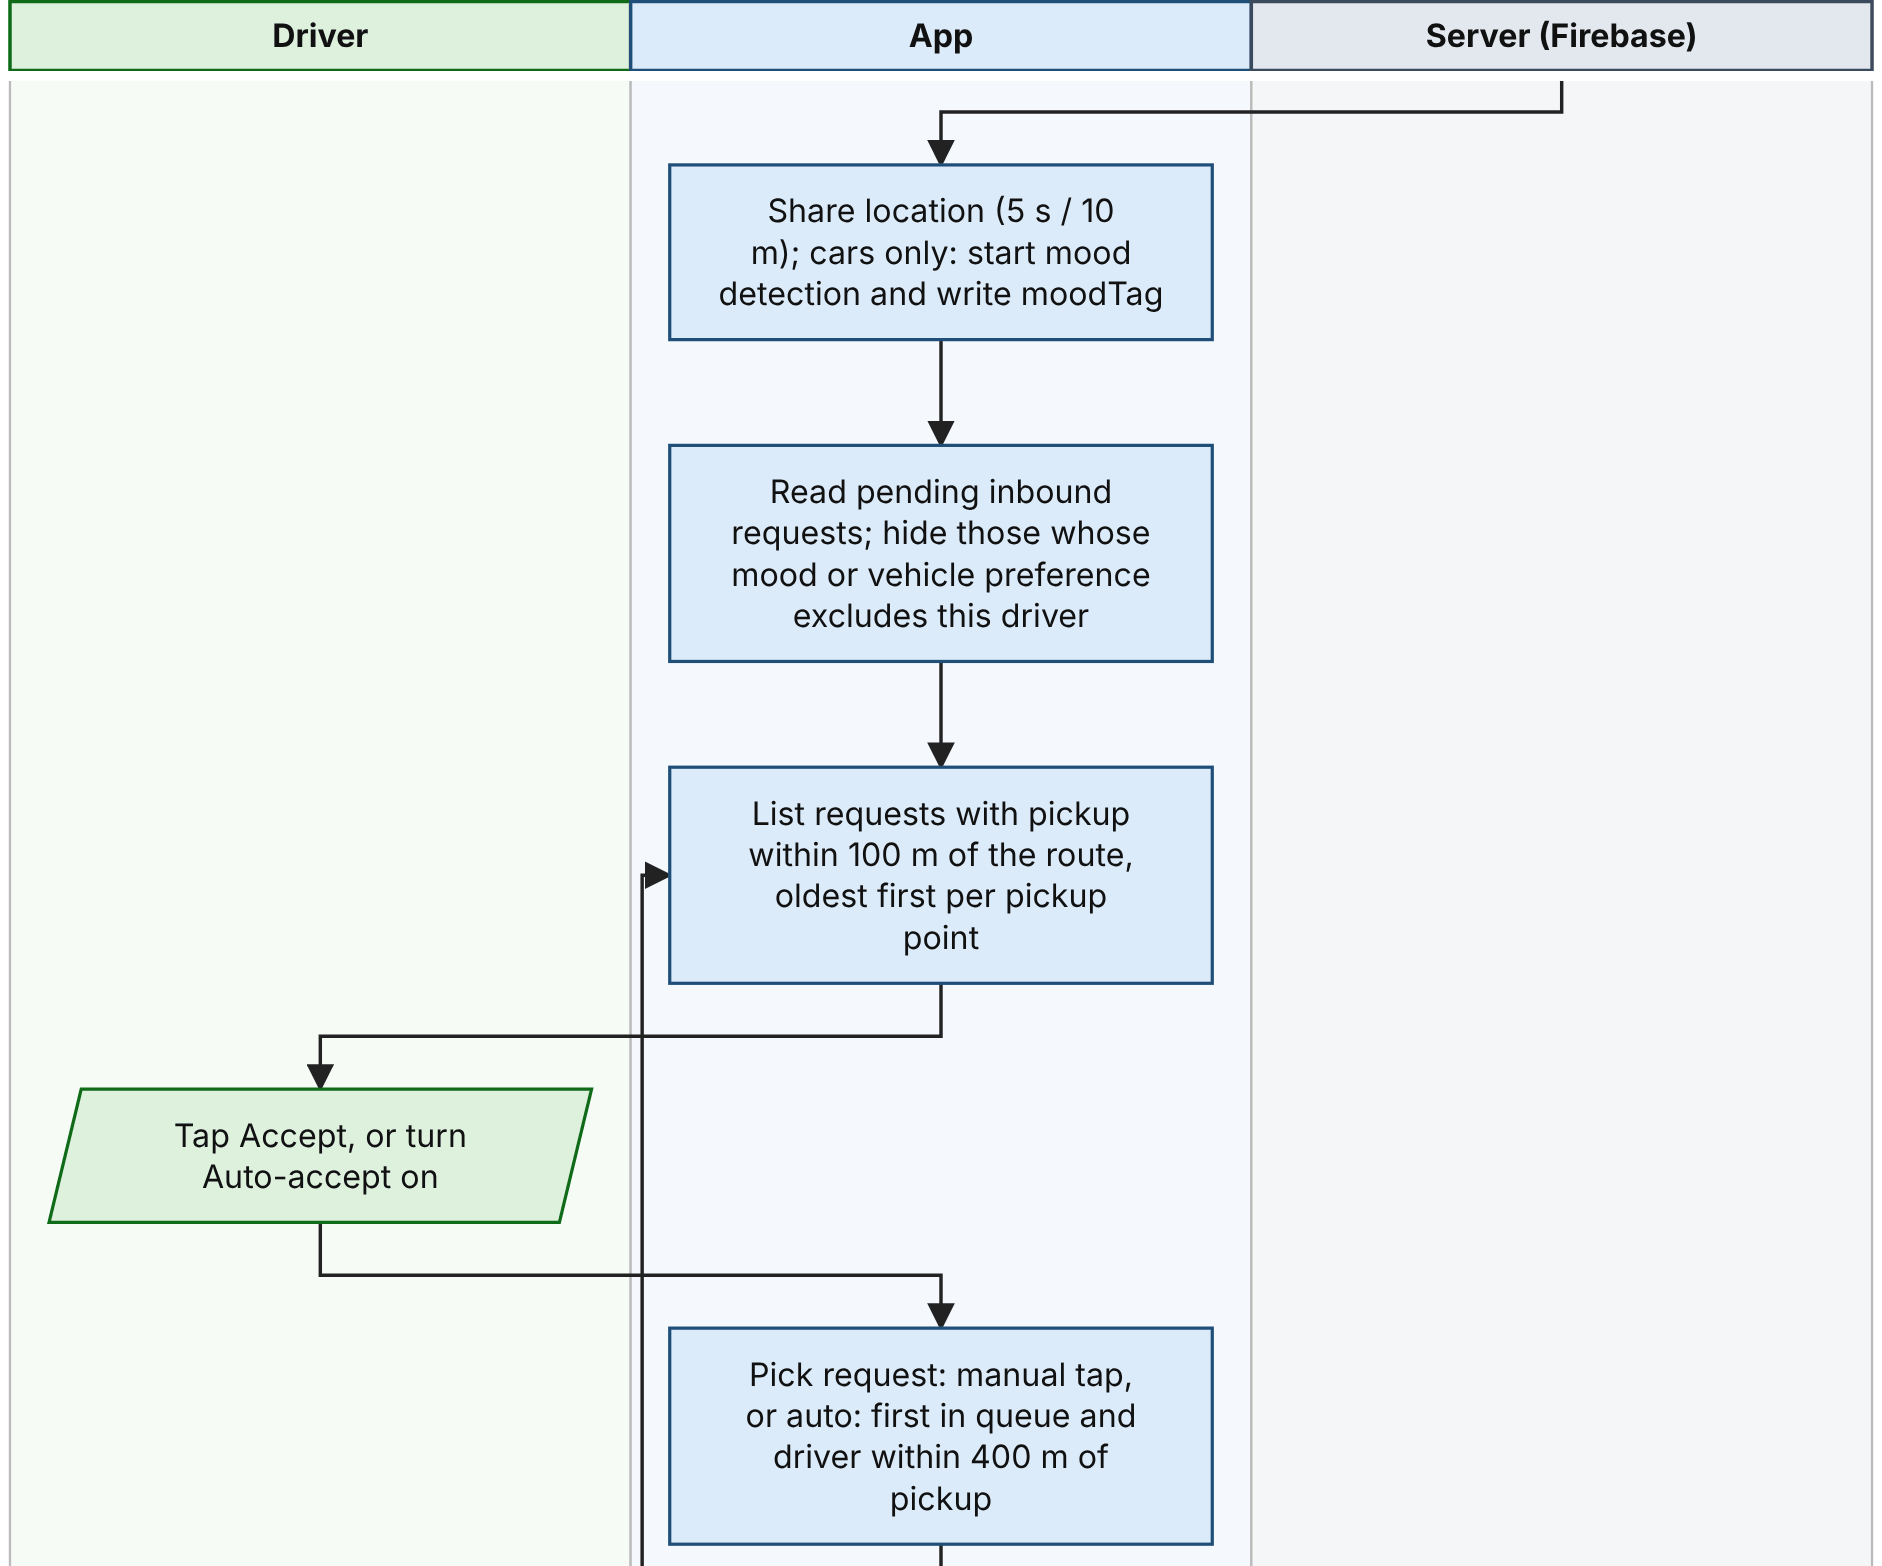 Driver
App
Server (Firebase)
Share location (5 s / 10
m); cars only: start mood
detection and write moodTag
Read pending inbound
requests; hide those whose
mood or vehicle preference
excludes this driver
List requests with pickup
within 100 m of the route,
oldest first per pickup
point
Tap Accept, or turn
Auto-accept on
Pick request: manual tap,
or auto: first in queue and
driver within 400 m of
pickup